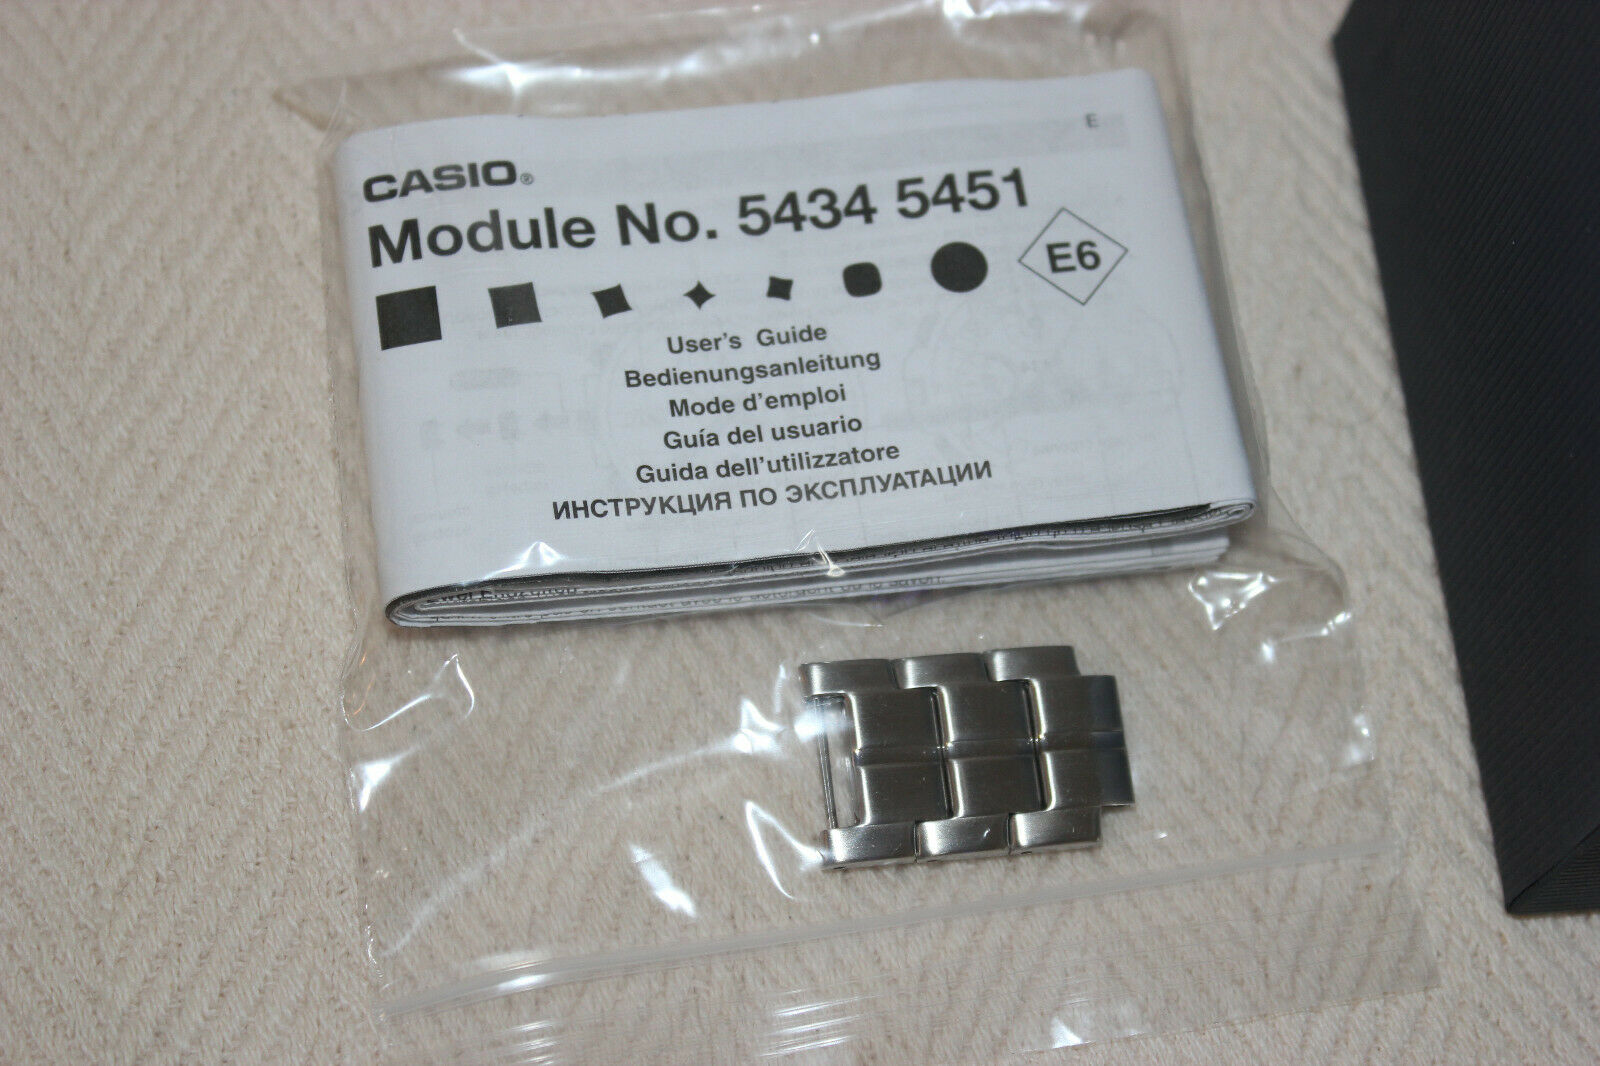 E
CASIO®
Module No. 5434 5451
E6
User's Guide
Bedienungsanleitung
Mode d'emploi
Guía del usuario
Guida dell'utilizzatore
ИНСТРУКЦИЯ ПО ЭКСПЛУАТАЦИИ